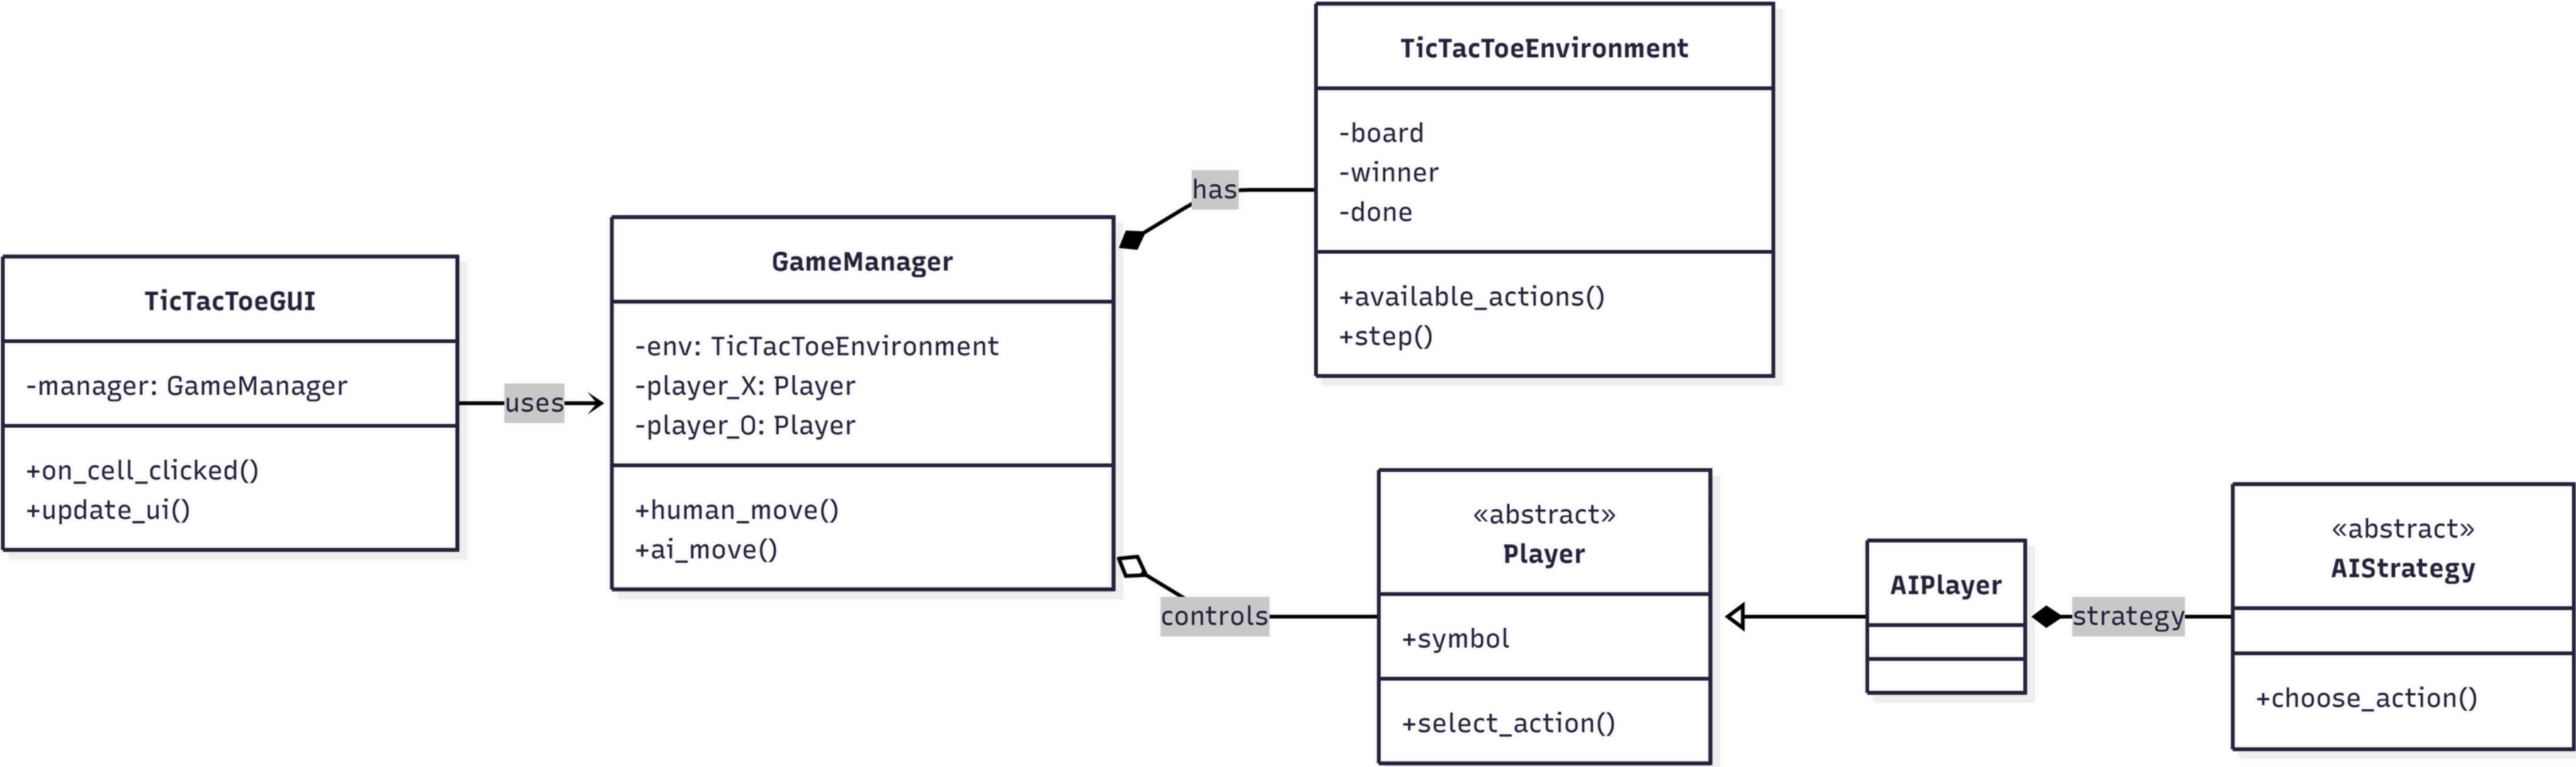 TicTacToeGUI
-manager: GameManager
+on_cell_clicked()
+update_ui()
uses
GameManager
-env: TicTacToeEnvironment
-player_X: Player
-player_O: Player
+human_move()
+ai_move()
has
TicTacToeEnvironment
-board
-winner
-done
+available_actions()
+step()
controls
«abstract»
Player
+symbol
+select_action()
AIPlayer
strategy
«abstract»
AIStrategy
+choose_action()